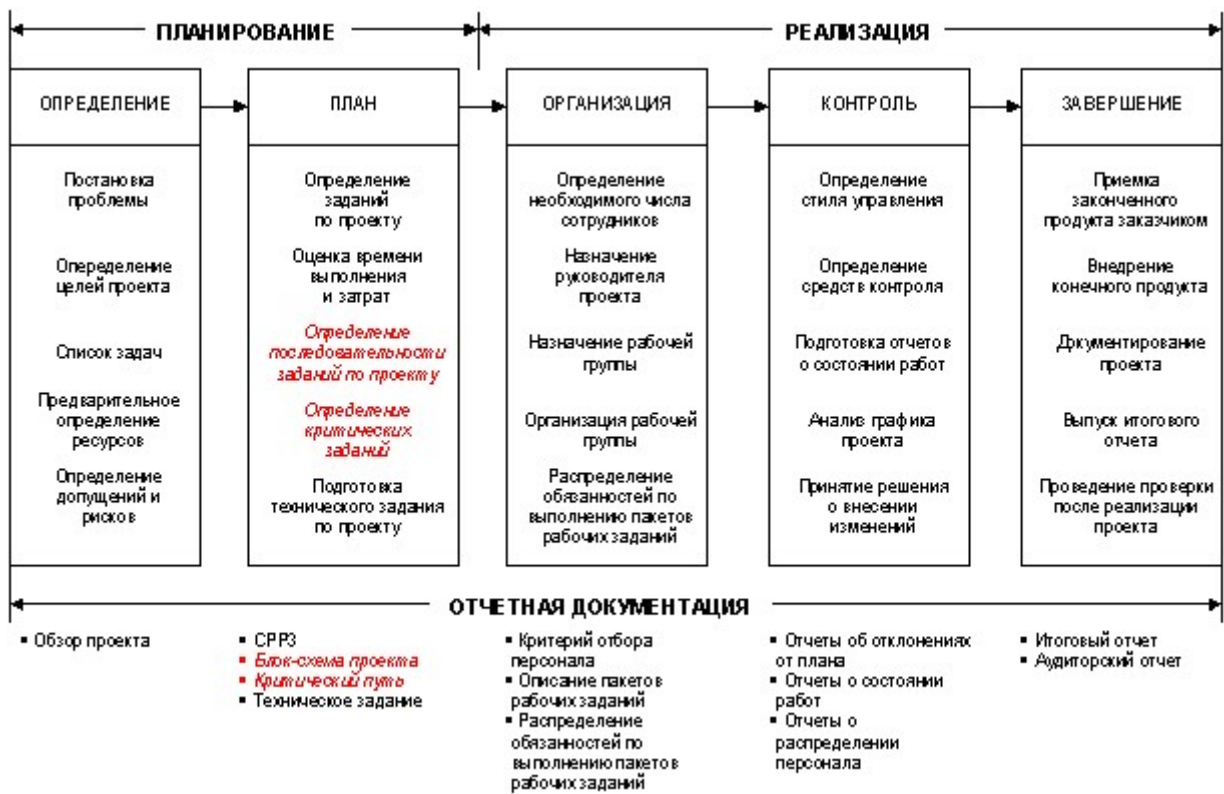 ПЛАНИРОВАНИЕ
РЕАЛИЗАЦИЯ
ОПРЕДЕЛЕНИЕ
Постановка
проблемы
Опеределение
целей проекта
Список задач
Предварительное
определение
ресурсов
Определение
допущений и
рисков
ПЛАН
Определение
заданий
по проекту
Оценка времени
выполнения
и затрат
Определение
последовательности
заданий по проекту
Определение
критических
заданий
Подготовка
технического задания
по проекту
ОРГАНИЗАЦИЯ
Определение
необходимого числа
сотрудников
Назначение
руководителя
проекта
Назначение рабочей
группы
Организация рабочей
группы
Распределение
обязанностей по
выполнению пакетов
рабочих заданий
КОНТРОЛЬ
Определение
стиля управления
Определение
средств контроля
Подготовка отчетов
о состоянии работ
Анализ графика
проекта
Принятие решения
о внесении
изменений
ЗАВЕРШЕНИЕ
Приемка
законченного
продукта заказчиком
Внедрение
конечного продукта
Документирование
проекта
Выпуск итогового
отчета
Проведение проверки
после реализации
проекта
ОТЧЕТНАЯ ДОКУМЕНТАЦИЯ
▪ Обзор проекта
▪ СРРЗ
▪ Блок-схема проекта
▪ Критический путь
▪ Техническое задание
▪ Критерий отбора
персонала
▪ Описание пакетов
рабочих заданий
▪ Распределение
обязанностей по
выполнению пакетов
рабочих заданий
▪ Отчеты об отклонениях
от плана
▪ Отчеты о состоянии
работ
▪ Отчеты о
распределении
персонала
▪ Итоговый отчет
▪ Аудиторский отчет